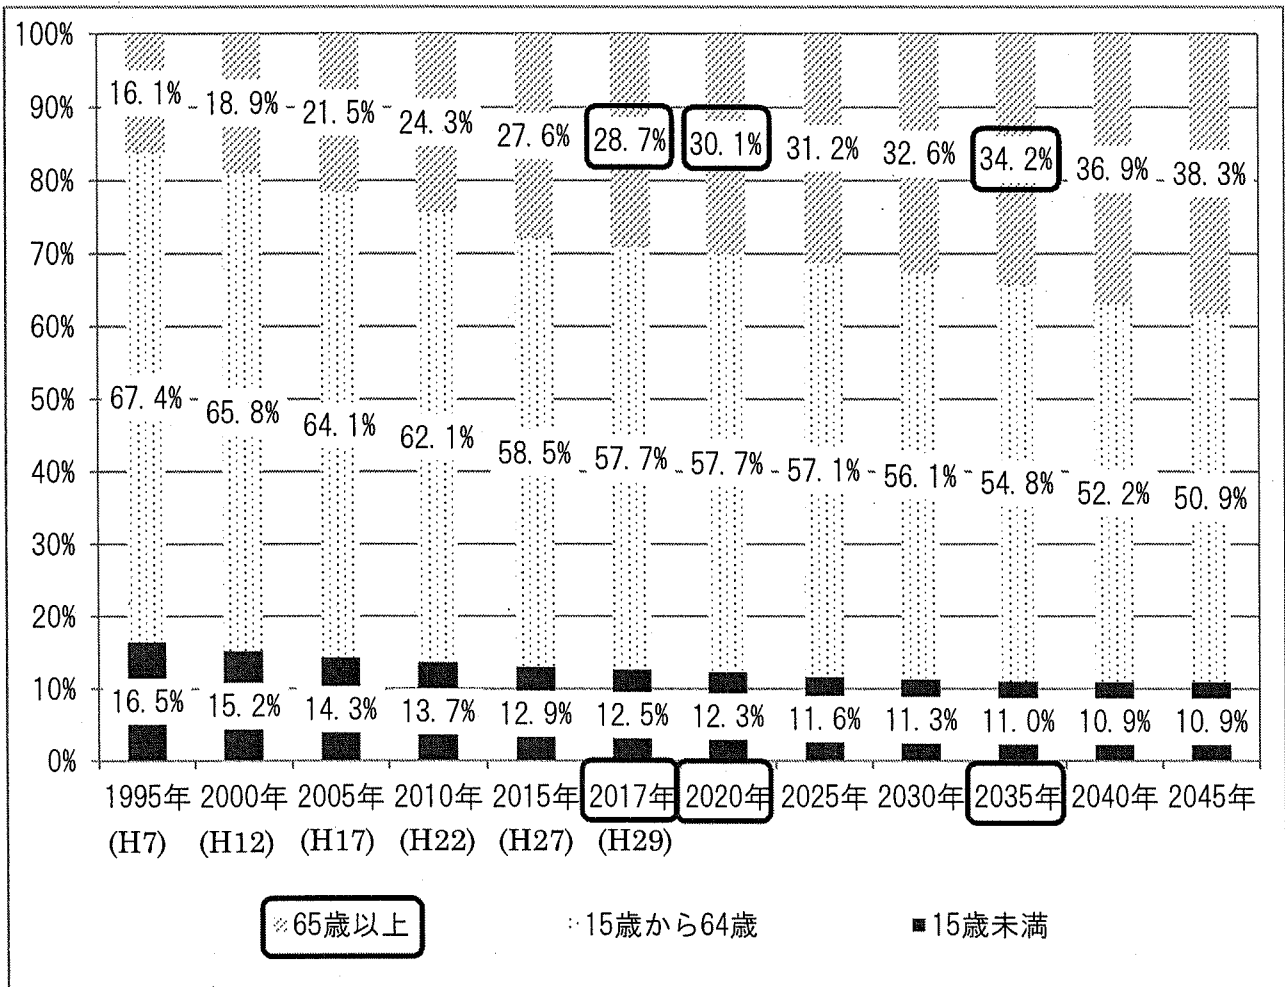 100%
90%
80%
70%
60%
50%
40%
30%
20%
10%
0%
16.1% 18.9% 21.5% 24.3% 27.6% 28.7% 30.1% 31.2% 32.6% 34.2% 36.9% 38.3%
67.4% 65.8% 64.1% 62.1% 58.5% 57.7% 57.7% 57.1% 56.1% 54.8% 52.2% 50.9%
16.5% 15.2% 14.3% 13.7% 12.9% 12.5% 12.3% 11.6% 11.3% 11.0% 10.9% 10.9%
1995年 2000年 2005年 2010年 2015年 2017年 2020年 2025年 2030年 2035年 2040年 2045年
(H7) (H12) (H17) (H22) (H27) (H29)
65歳以上 15歳から64歳 15歳未満